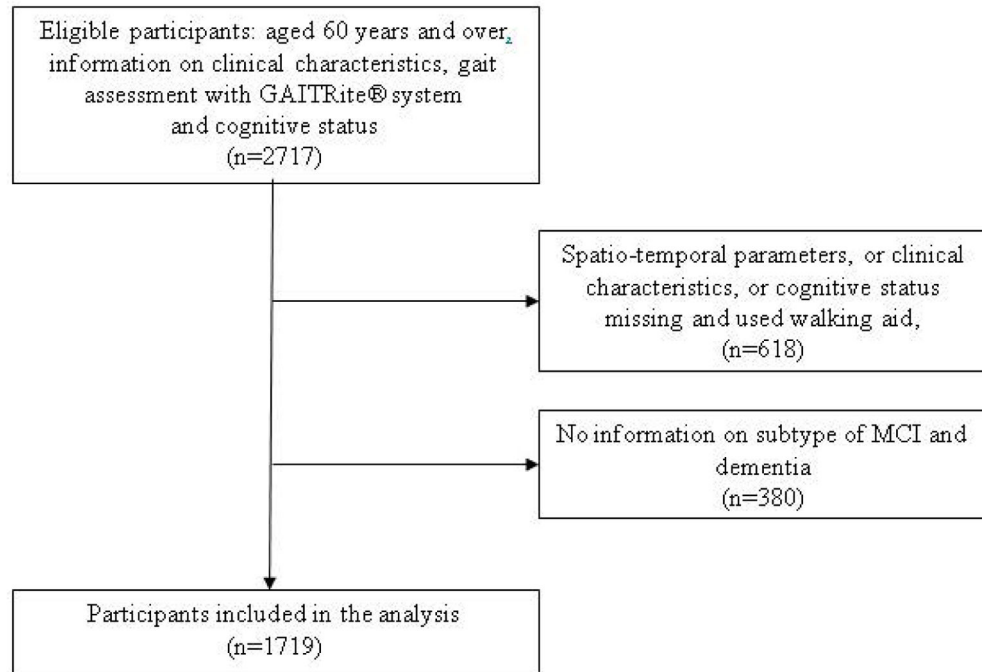 Eligible participants: aged 60 years and over,
information on clinical characteristics, gait
assessment with GAITRite® system
and cognitive status
(n=2717)
Spatio-temporal parameters, or clinical
characteristics, or cognitive status
missing and used walking aid,
(n=618)
No information on subtype of MCI and
dementia
(n=380)
Participants included in the analysis
(n=1719)